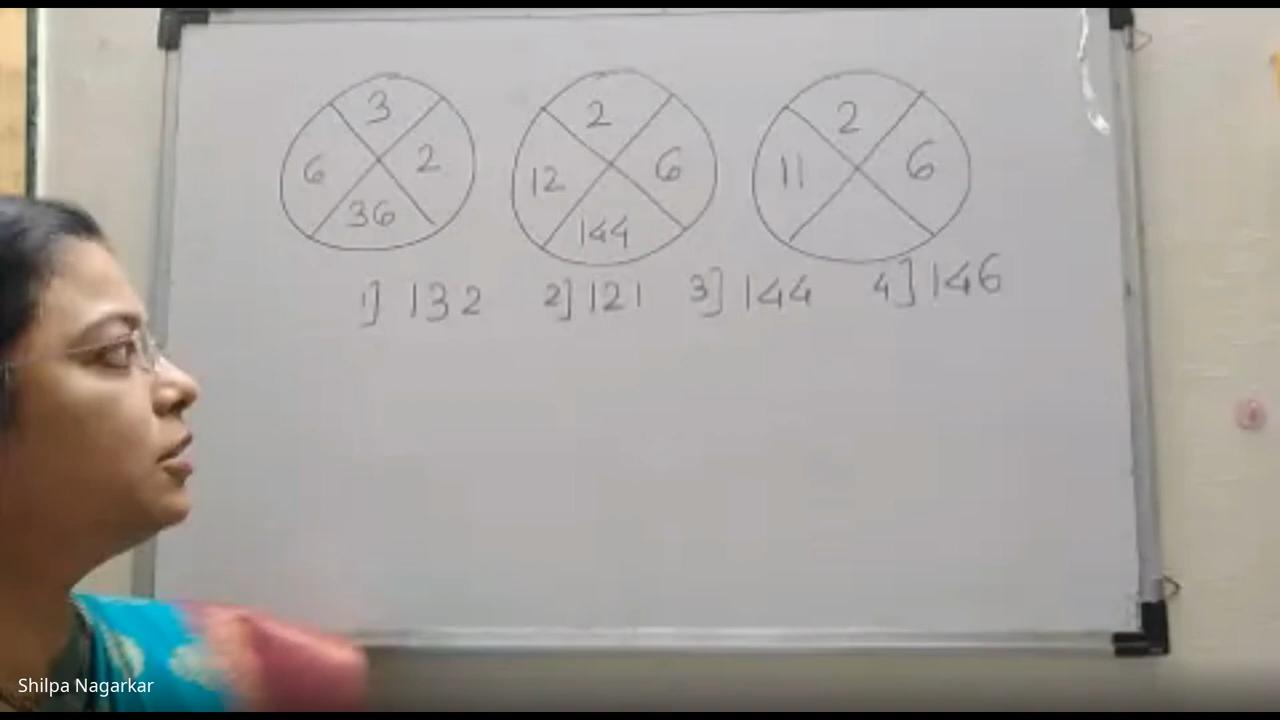 3 2 2
6 2 12 6 11 6
36 144
1] 132 2] 121 3] 144 4] 146
Shilpa Nagarkar